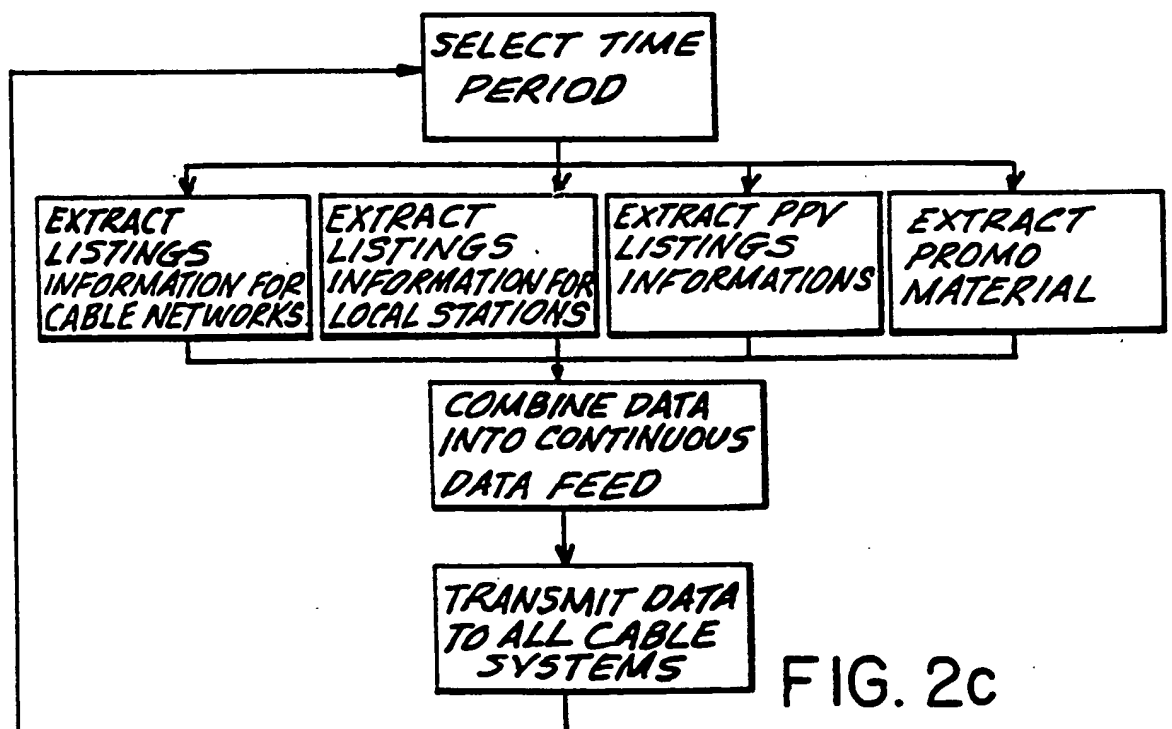 SELECT TIME
PERIOD
EXTRACT
LISTINGS
INFORMATION FOR
CABLE NETWORKS
EXTRACT
LISTINGS
INFORMATION FOR
LOCAL STATIONS
EXTRACT PPV
LISTINGS
INFORMATIONS
EXTRACT
PROMO
MATERIAL
COMBINE DATA
INTO CONTINUOUS
DATA FEED
TRANSMIT DATA
TO ALL CABLE
SYSTEMS
FIG. 2c